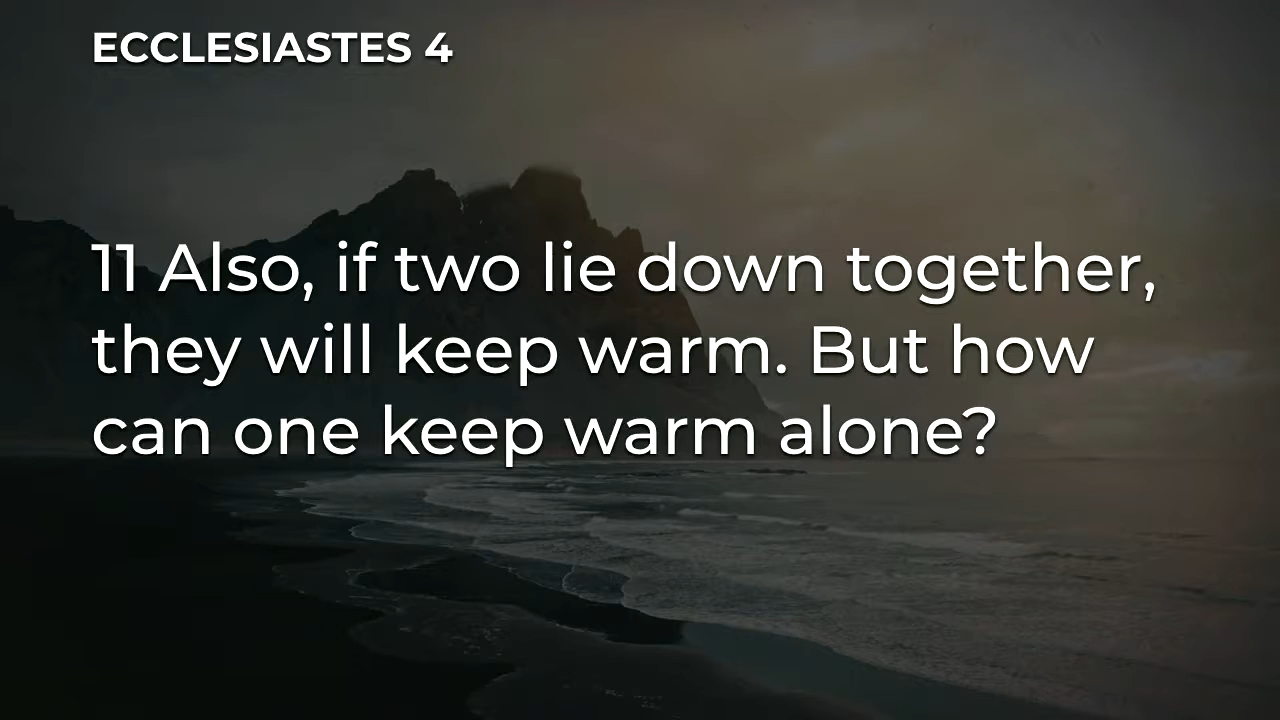 ECCLESIASTES 4
11 Also, if two lie down together,
they will keep warm. But how
can one keep warm alone?